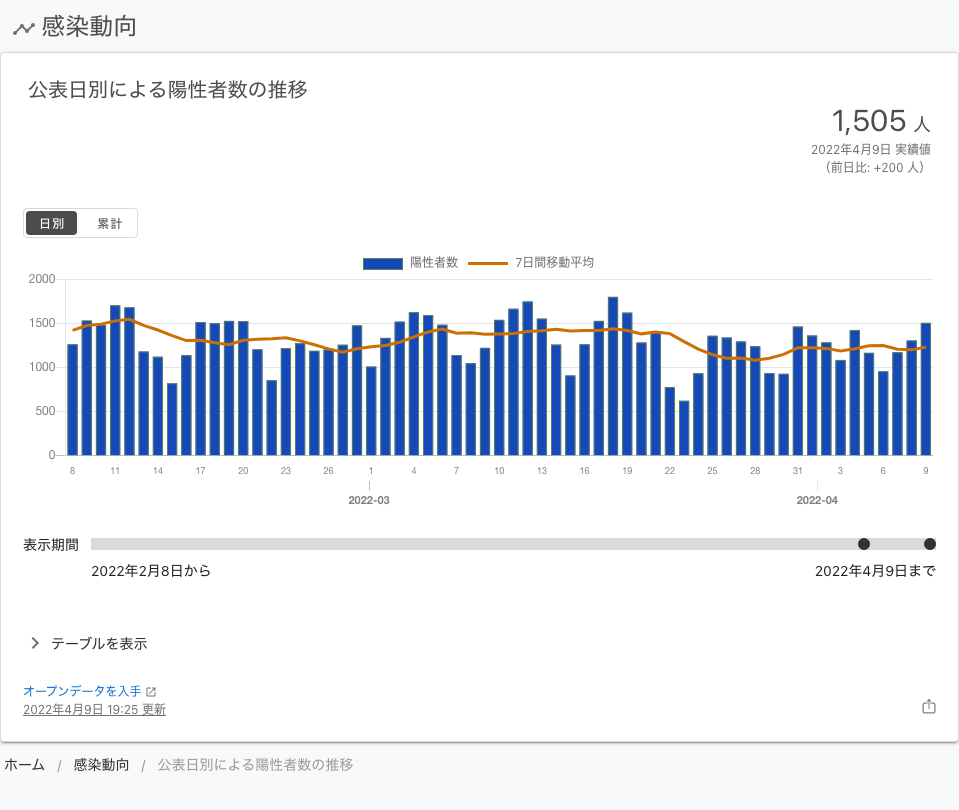 感染動向
公表日別による陽性者数の推移
1,505 人
2022年4月9日 実績値
（前日比: +200 人）
日別 累計
陽性者数 7日間移動平均
2000
1500
1000
500
0
8 11 14 17 20 23 26 1 4 7 10 13 16 19 22 25 28 31 3 6 9
2022-03 2022-04
表示期間
2022年2月8日から 2022年4月9日まで
テーブルを表示
オープンデータを入手
2022年4月9日 19:25 更新
ホーム / 感染動向 / 公表日別による陽性者数の推移